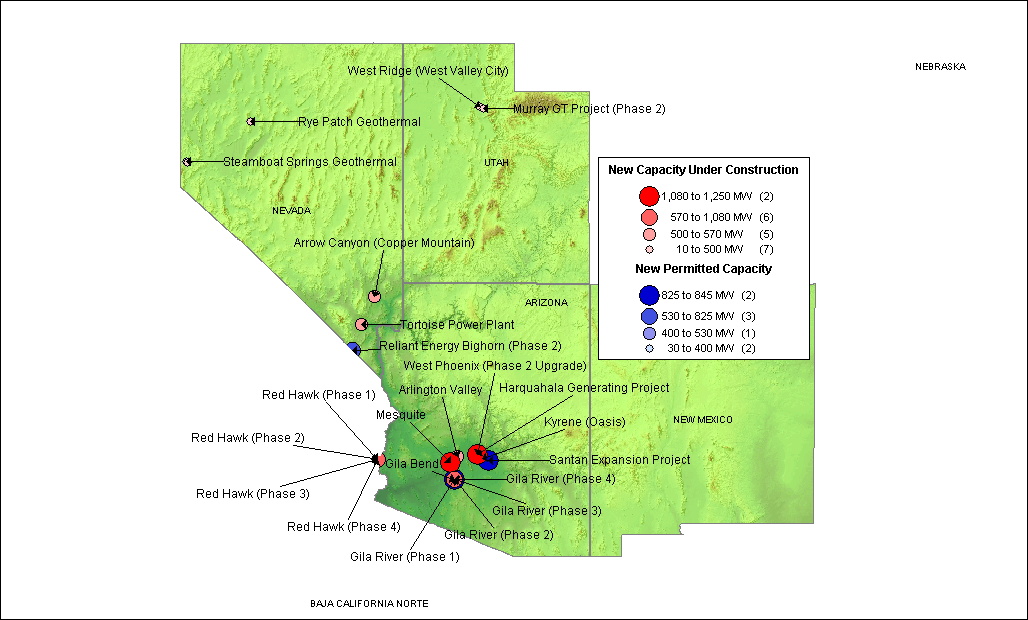 NEBRASKA
West Ridge (West Valley City)
Murray GT Project (Phase 2)
Rye Patch Geothermal
Steamboat Springs Geothermal
UTAH
NEVADA
New Capacity Under Construction
1,080 to 1,250 MW (2)
570 to 1,080 MW (6)
500 to 570 MW (5)
10 to 500 MW (7)
New Permitted Capacity
825 to 845 MW (2)
530 to 825 MW (3)
400 to 530 MW (1)
30 to 400 MW (2)
Arrow Canyon (Copper Mountain)
ARIZONA
Tortoise Power Plant
Reliant Energy Bighorn (Phase 2)
West Phoenix (Phase 2 Upgrade)
Arlington Valley
Harquahala Generating Project
Red Hawk (Phase 1)
Mesquite
Kyrene (Oasis)
NEW MEXICO
Red Hawk (Phase 2)
Gila Bend
Santan Expansion Project
Gila River (Phase 4)
Red Hawk (Phase 3)
Gila River (Phase 3)
Red Hawk (Phase 4)
Gila River (Phase 2)
Gila River (Phase 1)
BAJA CALIFORNIA NORTE